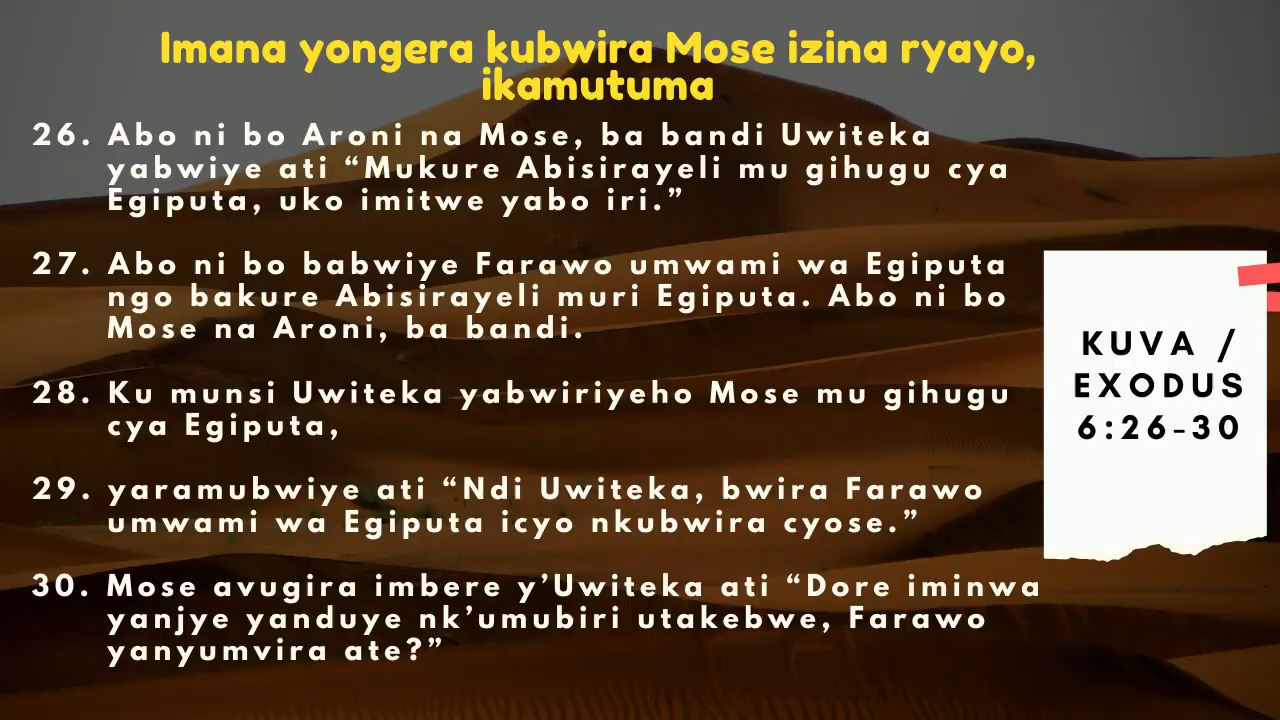 Imana yongera kubwira Mose izina ryayo,
ikamutuma
26. Abo ni bo Aroni na Mose, ba bandi Uwiteka
yabwiye ati “Mukure Abisirayeli mu gihugu cya
Egiputa, uko imitwe yabo iri.”
27. Abo ni bo babwiye Farawo umwami wa Egiputa
ngo bakure Abisirayeli muri Egiputa. Abo ni bo
Mose na Aroni, ba bandi.
28. Ku munsi Uwiteka yabwiriyeho Mose mu gihugu
cya Egiputa,
29. yaramubwiye ati “Ndi Uwiteka, bwira Farawo
umwami wa Egiputa icyo nkubwira cyose.”
30. Mose avugira imbere y’Uwiteka ati “Dore iminwa
yanjye yanduye nk’umubiri utakebwe, Farawo
yanyumvira ate?”
KUVA /
EXODUS
6:26-30